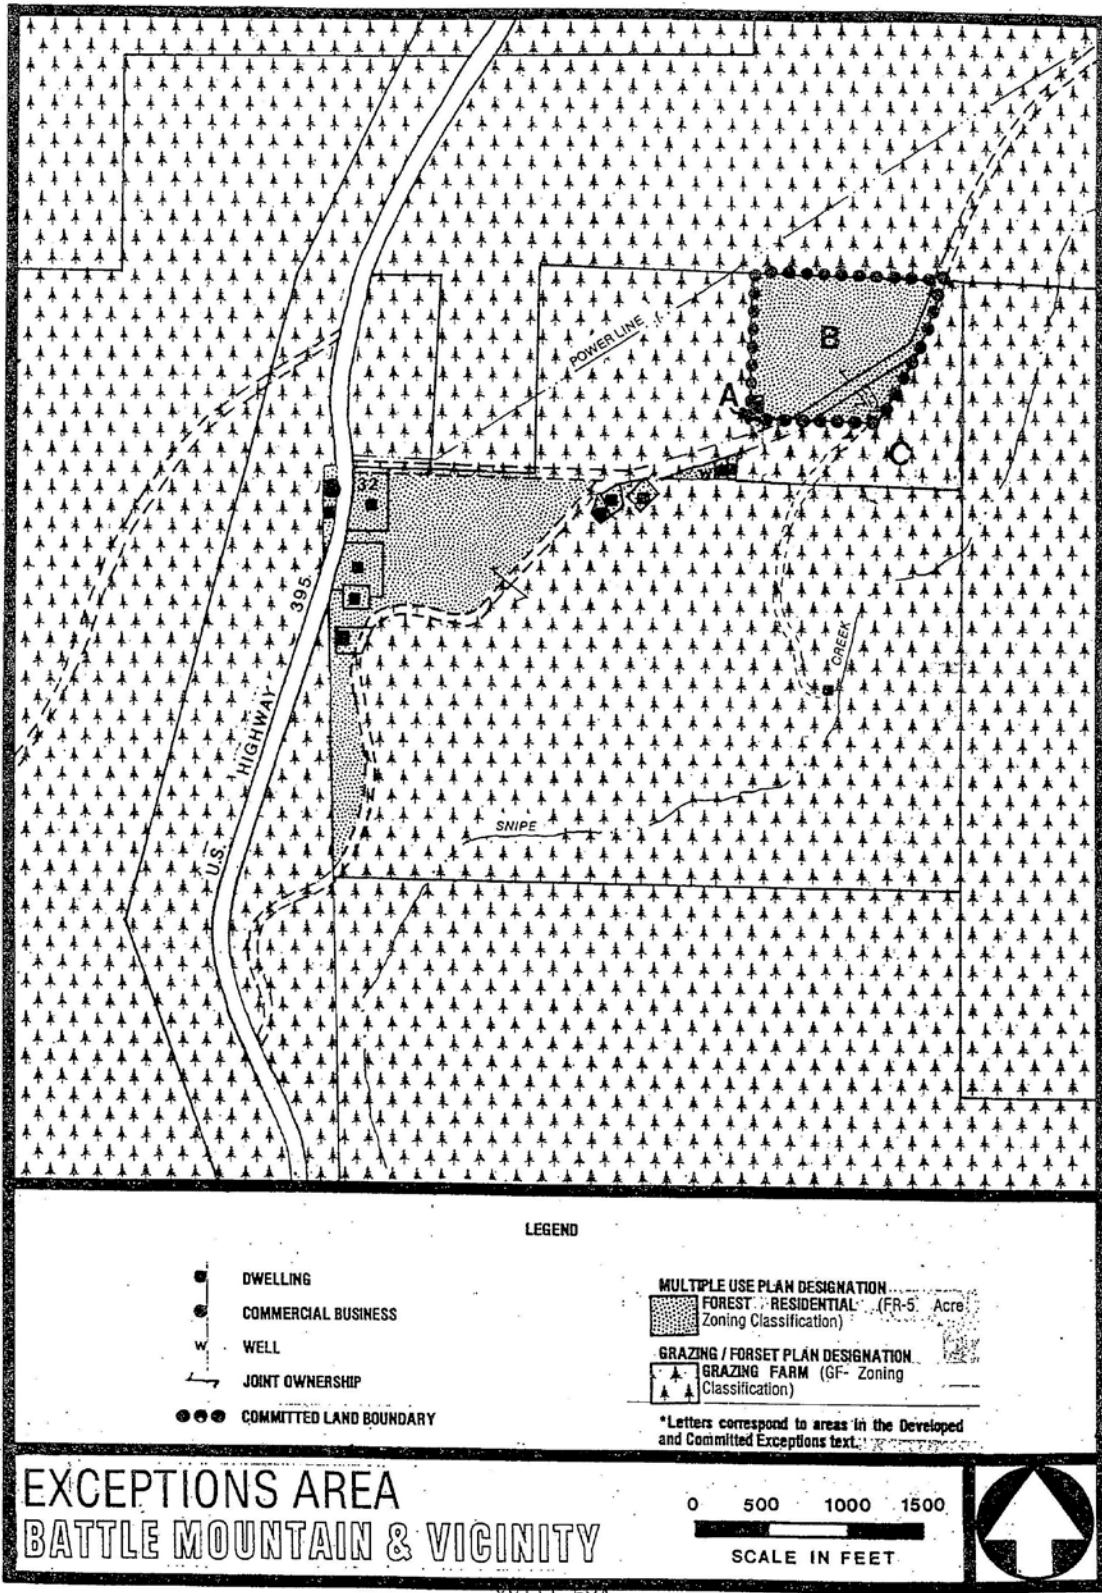 POWER LINE
B
A
C
W
32
U.S. HIGHWAY 395
CREEK
SNIPE
LEGEND
DWELLING
COMMERCIAL BUSINESS
W WELL
JOINT OWNERSHIP
COMMITTED LAND BOUNDARY
MULTIPLE USE PLAN DESIGNATION
FOREST RESIDENTIAL (FR-5 Acre
Zoning Classification)
GRAZING / FORSET PLAN DESIGNATION
GRAZING FARM (GF- Zoning
Classification)
*Letters correspond to areas in the Developed
and Committed Exceptions text.
EXCEPTIONS AREA
BATTLE MOUNTAIN & VICINITY
0 500 1000 1500
SCALE IN FEET